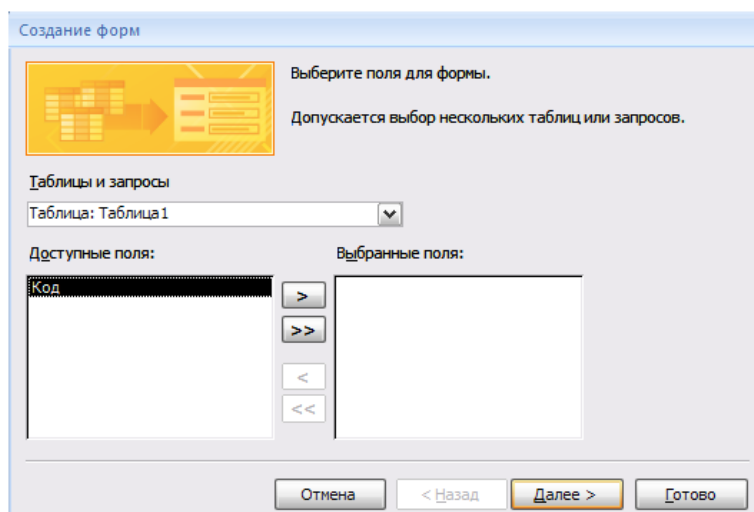 Создание форм
Выберите поля для формы.
Допускается выбор нескольких таблиц или запросов.
Таблицы и запросы
Таблица: Таблица1
Доступные поля:
Выбранные поля:
Код
>
>>
<
<<
Отмена
< Назад
Далее >
Готово